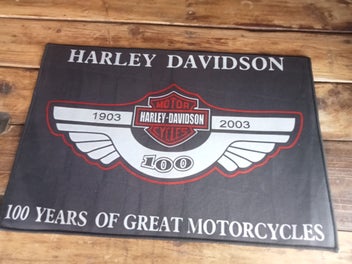 HARLEY DAVIDSON
MOTOR
1903 HARLEY-DAVIDSON 2003
CYCLES
100
100 YEARS OF GREAT MOTORCYCLES